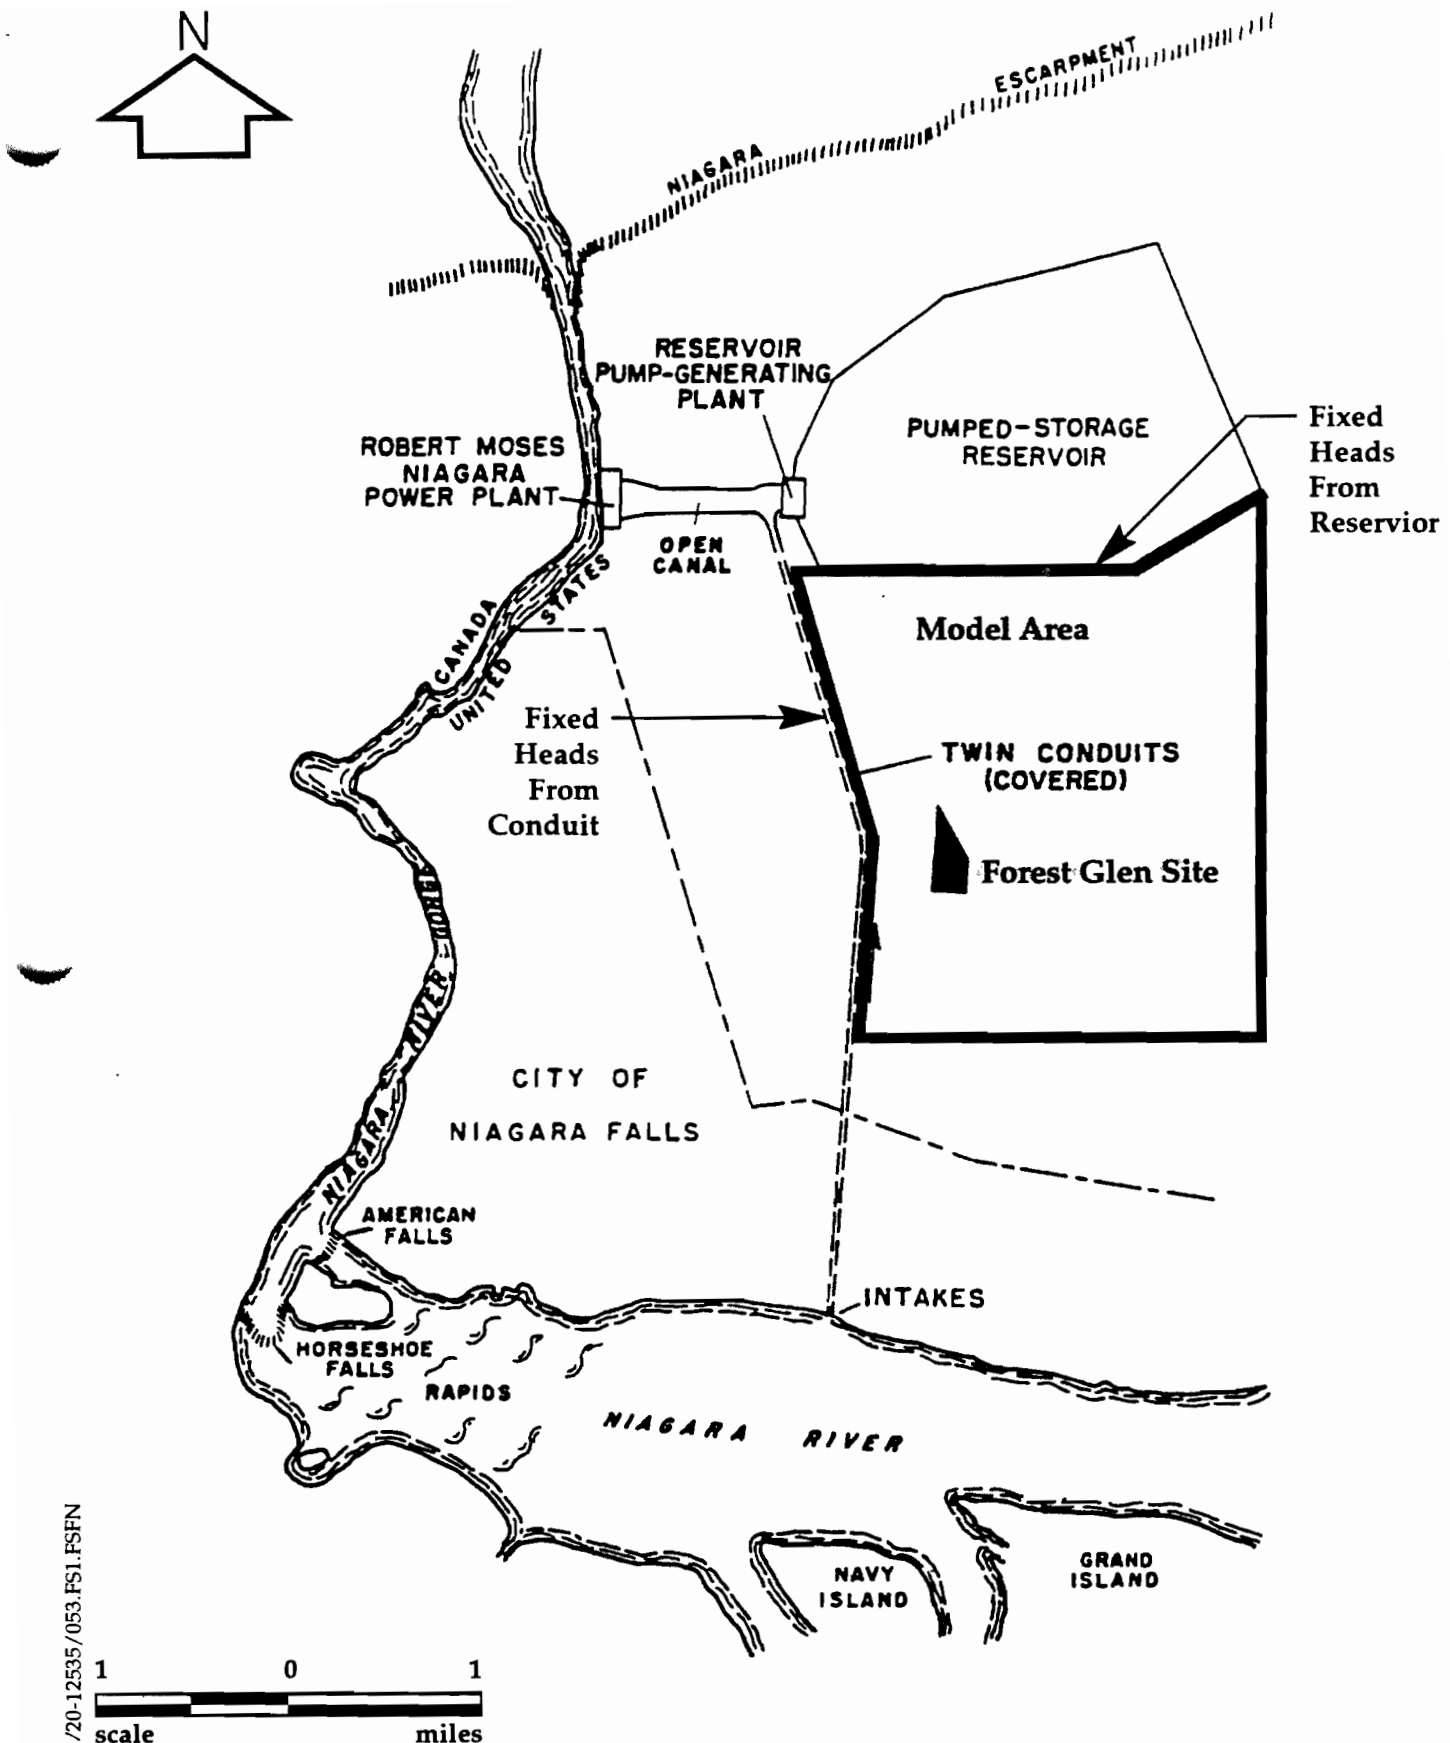 N
ESCARPMENT
NIAGARA
RESERVOIR
PUMP-GENERATING
PLANT
PUMPED-STORAGE
RESERVOIR
Fixed
Heads
From
Reservior
ROBERT MOSES
NIAGARA
POWER PLANT
OPEN
CANAL
CANADA
UNITED STATES
Model Area
Fixed
Heads
From
Conduit
TWIN CONDUITS
(COVERED)
Forest Glen Site
NIAGARA RIVER GORGE
CITY OF
NIAGARA FALLS
AMERICAN
FALLS
INTAKES
HORSESHOE
FALLS
RAPIDS
NIAGARA RIVER
NAVY
ISLAND
GRAND
ISLAND
1 0 1
scale miles
/20-12535/053.FS1.FSFN